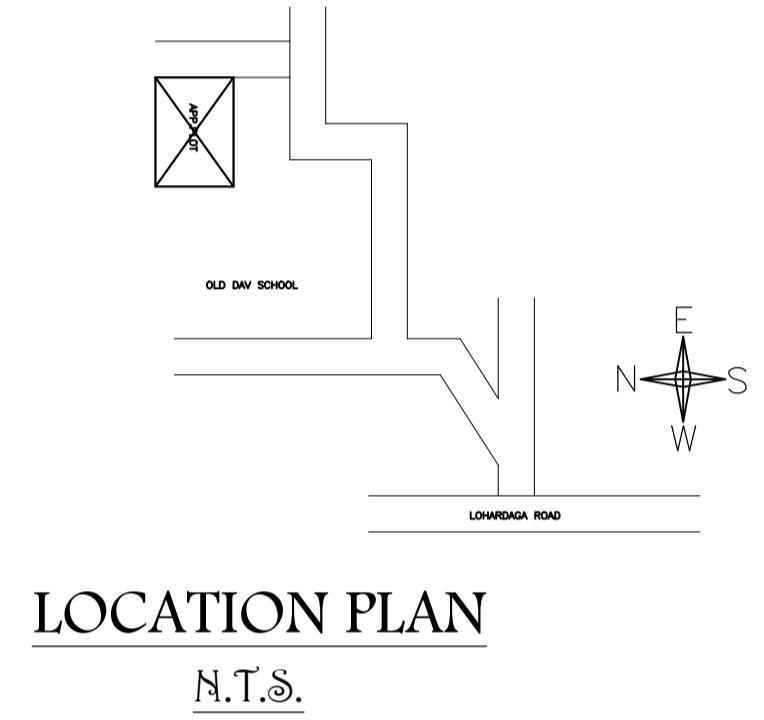 APP.PLOT
OLD DAV SCHOOL
E
N S
W
LOHARDAGA ROAD
LOCATION PLAN
N.T.S.